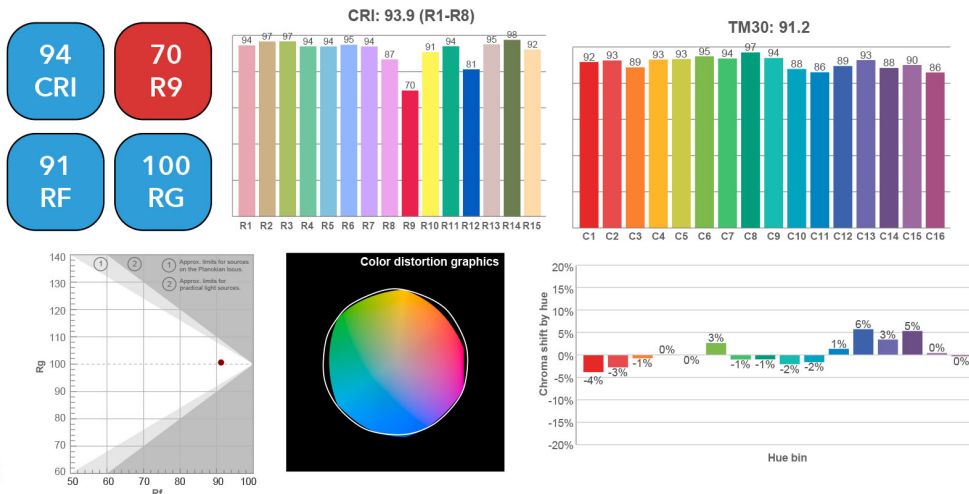 94
CRI
70
R9
91
RF
100
RG
CRI: 93.9 (R1-R8)
94 97 97 94 94 95 94 87 70 91 94 81 95 98 92
R1 R2 R3 R4 R5 R6 R7 R8 R9 R10 R11 R12 R13 R14 R15
TM30: 91.2
92 93 89 93 93 95 94 97 94 88 86 89 93 88 90 86
C1 C2 C3 C4 C5 C6 C7 C8 C9 C10 C11 C12 C13 C14 C15 C16
140
130
120
110
100
90
80
70
60
Rg
1
2
1 Approx. limits for sources
on the Planskian locus.
2 Approx. limits for
practical light sources.
50 60 70 80 90 100
Rf
Color distortion graphics
20%
15%
10%
5%
0%
-5%
-10%
-15%
-20%
Chroma shift by hue
-4% -3% -1% 0% 0% 3% -1% -1% -2% -2% 1% 6% 3% 5% 0% -0%
Hue bin